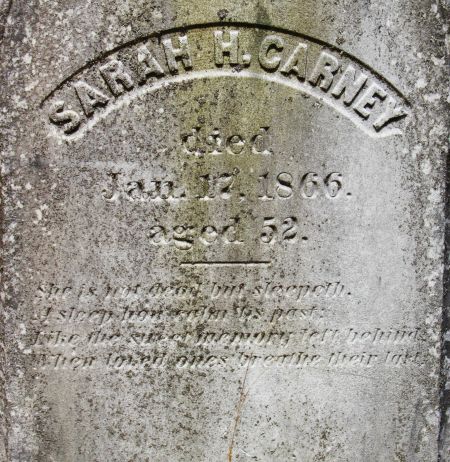 SARAH H. CARNEY
died
Jan. 17, 1866.
aged 52.
She is not dead but sleepeth.
A sleep how calm 'tis past
Like the sweet memory left behind
When loved ones breathe their last